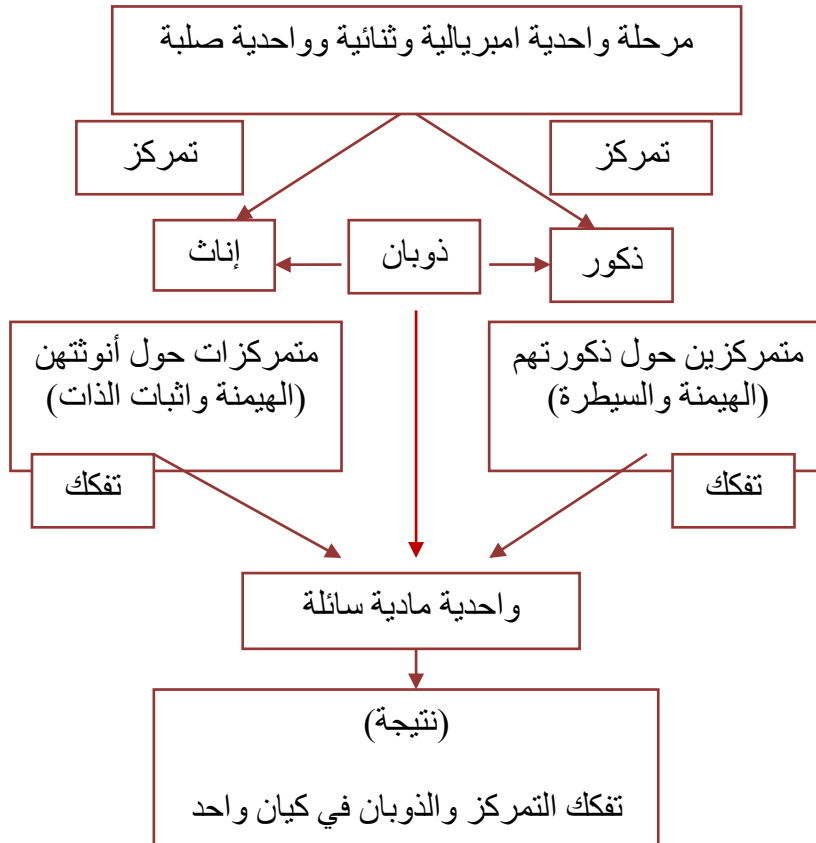 مرحلة واحدية امبريالية وثنائية وواحدية صلبة
تمركز
تمركز
ذكور
ذوبان
إناث
متمركزين حول ذكورتهم
(الهيمنة والسيطرة)
متمركزات حول أنوثتهن
(الهيمنة واثبات الذات)
تفكك
تفكك
واحدية مادية سائلة
(نتيجة)
تفكك التمركز والذوبان في كيان واحد